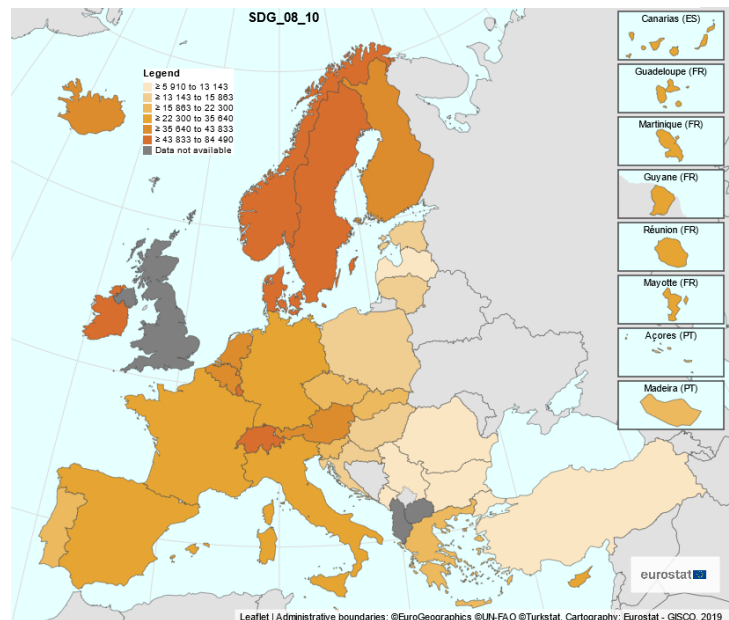 SDG_08_10
Legend
≥ 5 910 to 13 143
≥ 13 143 to 15 863
≥ 15 863 to 22 300
≥ 22 300 to 35 640
≥ 35 640 to 43 833
≥ 43 833 to 84 490
Data not available
Canarias (ES)
Guadeloupe (FR)
Martinique (FR)
Guyane (FR)
Réunion (FR)
Mayotte (FR)
Açores (PT)
Madeira (PT)
eurostat
Leaflet | Administrative boundaries: ©EuroGeographics ©UN-FAO ©Turkstat, Cartography: Eurostat - GISCO, 2019